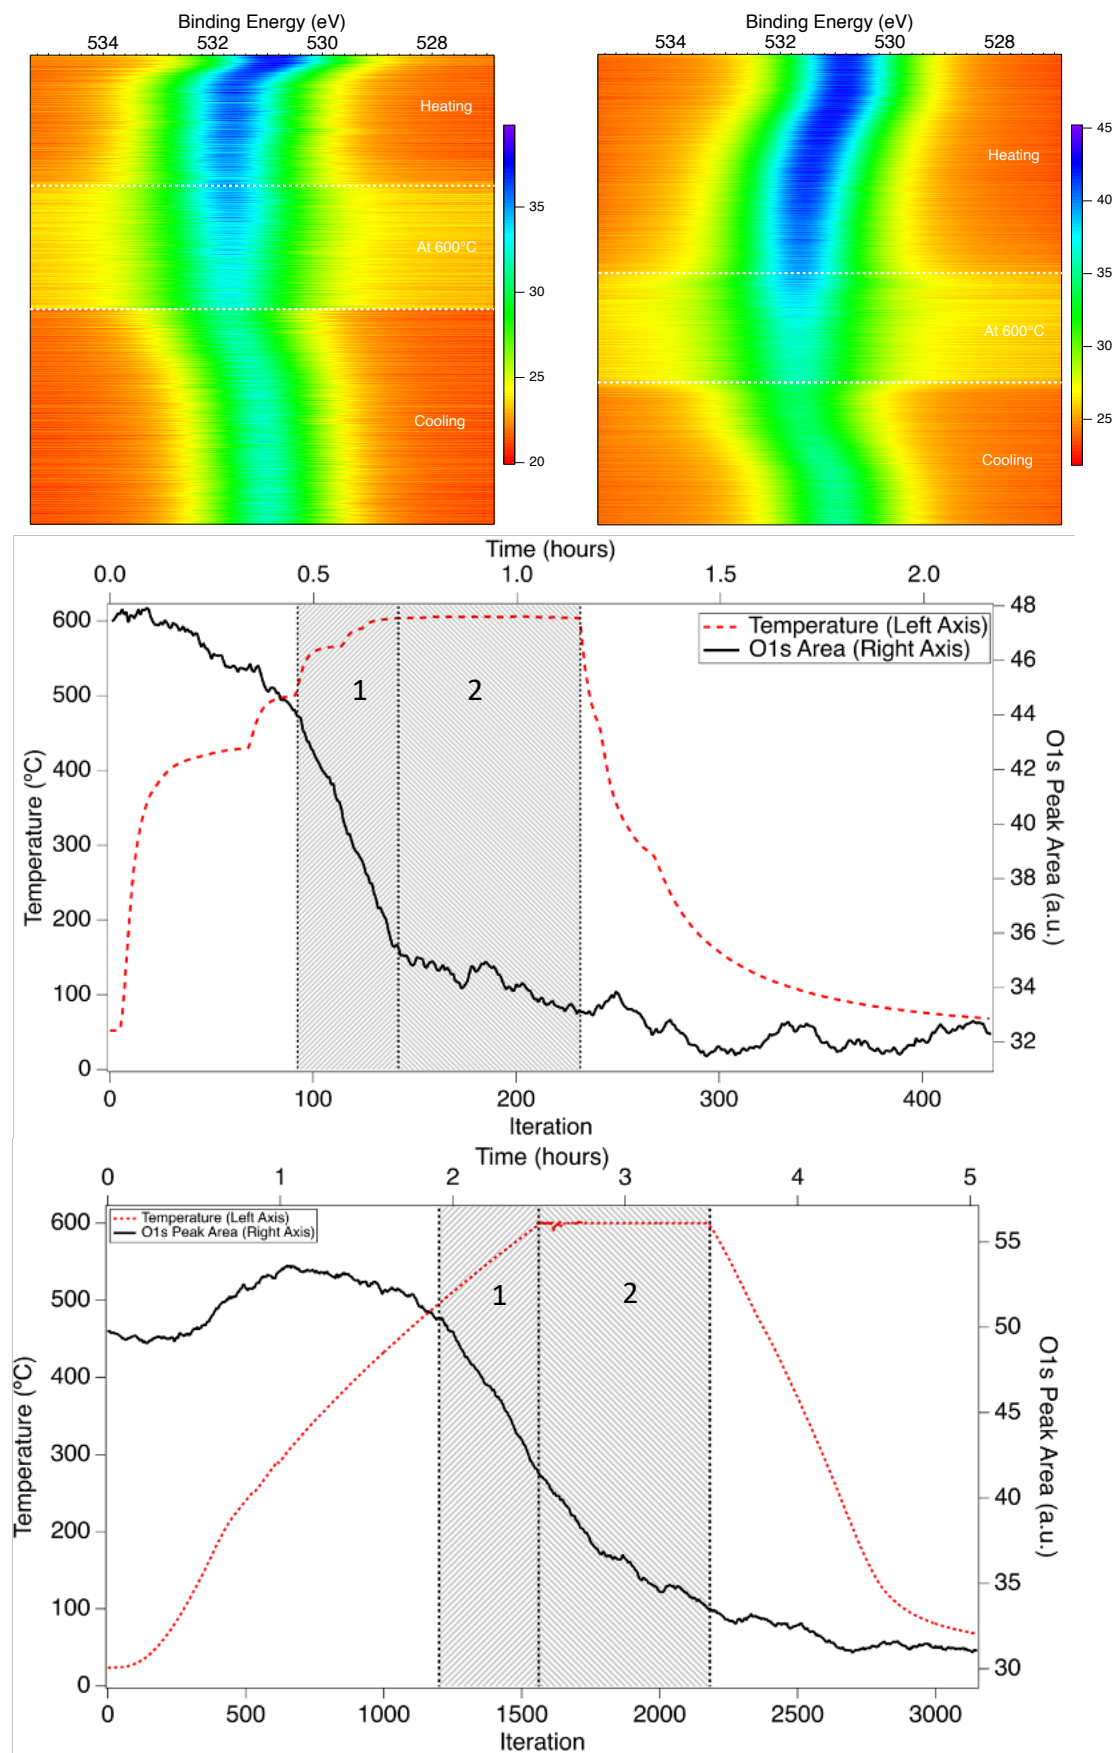 Binding Energy (eV)
534 532 530 528
Heating
At 600°C
Cooling
35
30
25
20
Binding Energy (eV)
534 532 530 528
Heating
At 600°C
Cooling
45
40
35
30
25
Time (hours)
0.0 0.5 1.0 1.5 2.0
Temperature (Left Axis)
O1s Area (Right Axis)
1 2
600
500
400
300
200
100
0
Temperature (ºC)
48
46
44
42
40
38
36
34
32
O1s Peak Area (a.u.)
0 100 200 300 400
Iteration
Time (hours)
0 1 2 3 4 5
Temperature (Left Axis)
O1s Peak Area (Right Axis)
1 2
600
500
400
300
200
100
0
Temperature (ºC)
55
50
45
40
35
30
O1s Peak Area (a.u.)
0 500 1000 1500 2000 2500 3000
Iteration